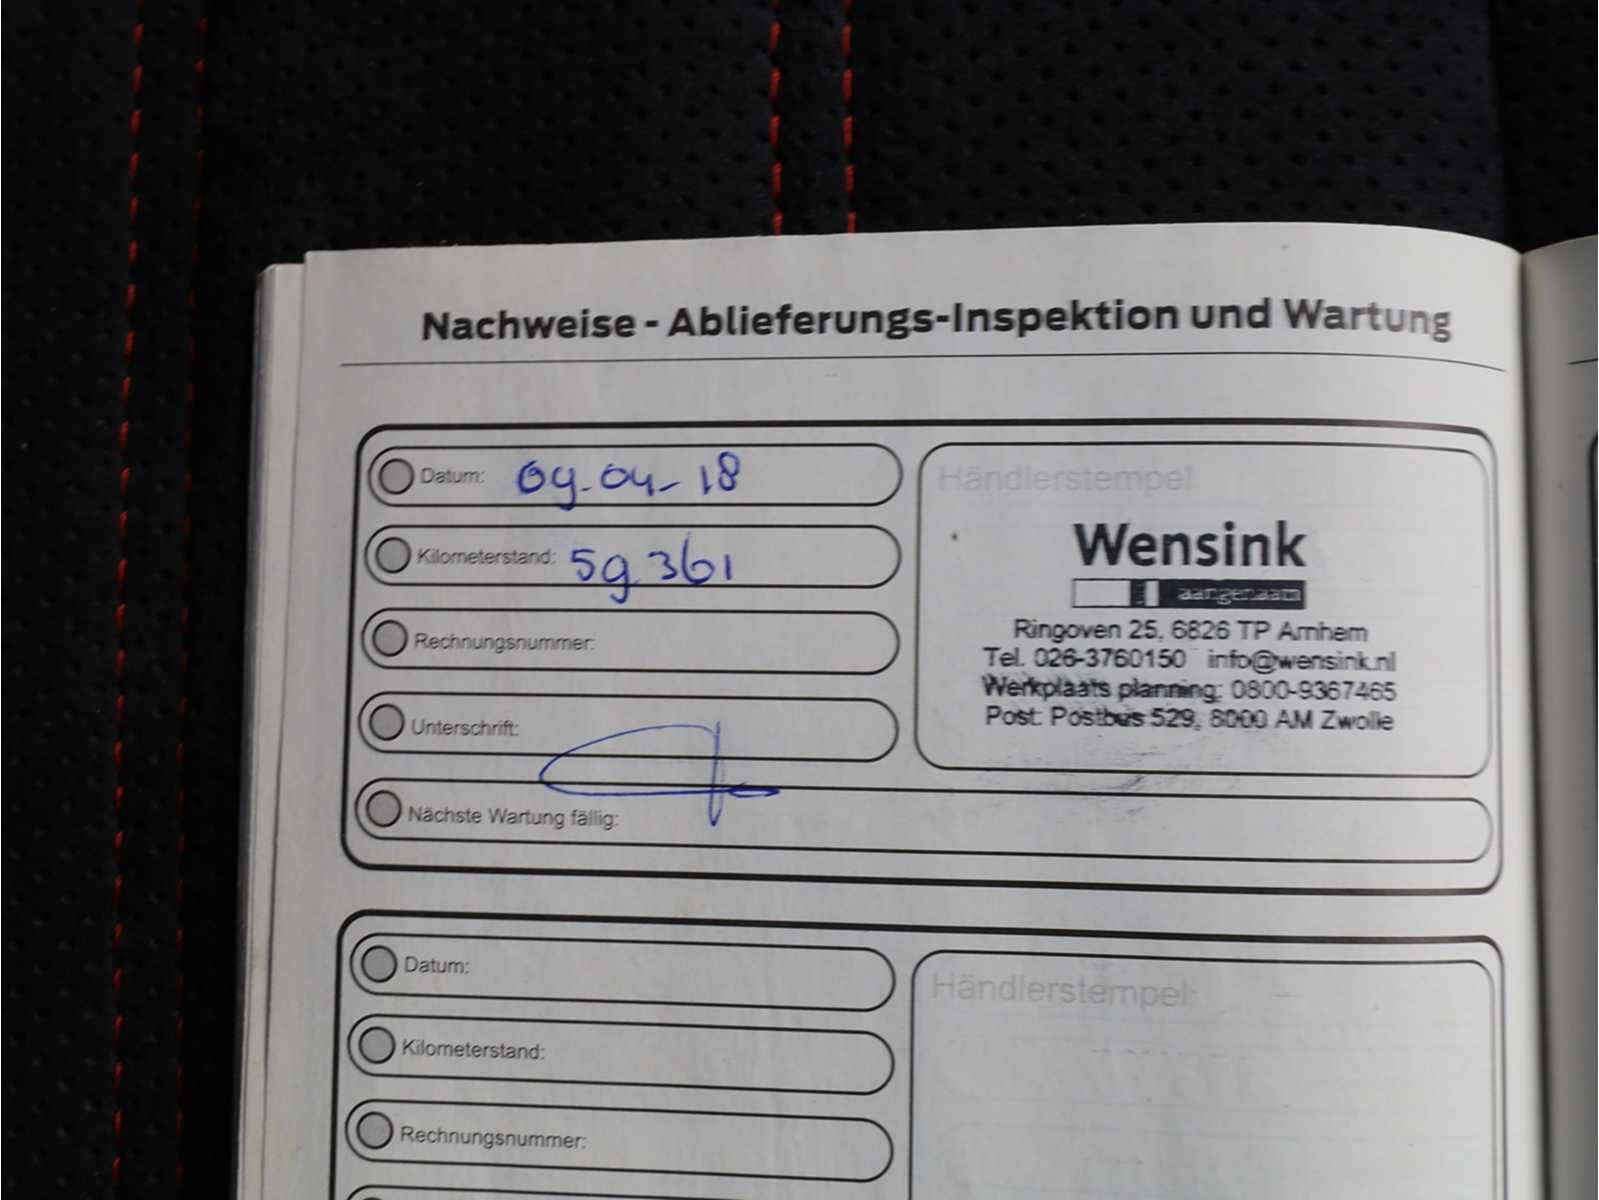 Nachweise - Ablieferungs-Inspektion und Wartung
Datum: 09-04-18
Kilometerstand: 59.361
Rechnungsnummer:
Unterschrift:
Nächste Wartung fällig:
Händlerstempel
Wensink
aangenaam
Ringoven 25, 6826 TP Arnhem
Tel. 026-3760150 info@wensink.nl
Werkplaats planning: 0800-9367465
Post: Postbus 529, 8000 AM Zwolle
Datum:
Kilometerstand:
Rechnungsnummer:
Händlerstempel: